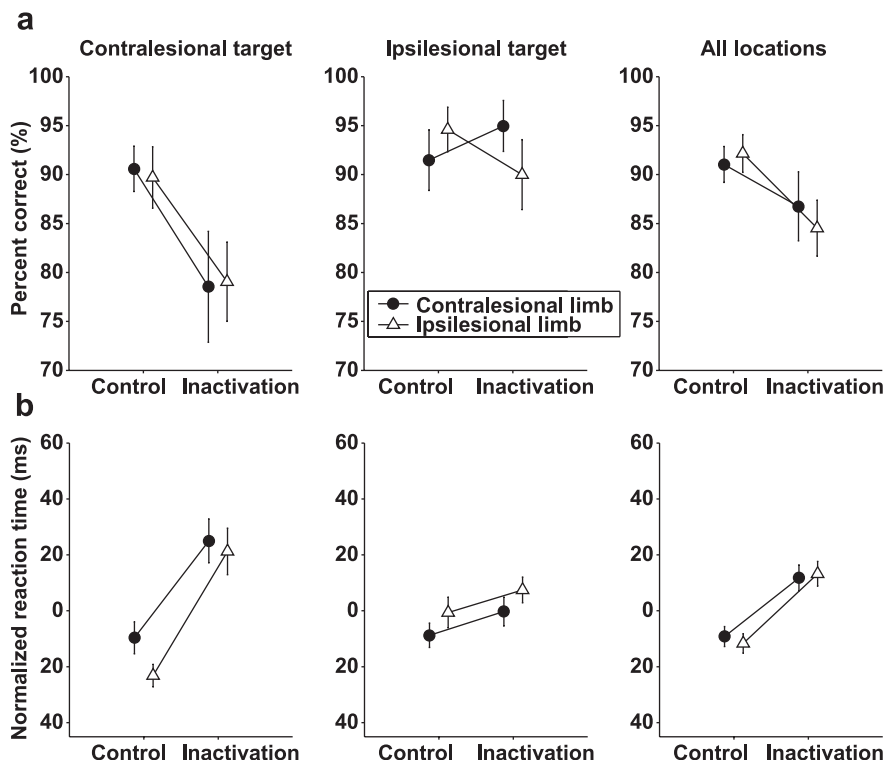 a
Contralesional target
Ipsilesional target
All locations
Percent correct (%)
100
95
90
85
80
75
70
Control
Inactivation
100
95
90
85
80
75
70
Contralesional limb
Ipsilesional limb
Control
Inactivation
100
95
90
85
80
75
70
Control
Inactivation
b
Normalized reaction time (ms)
60
40
20
0
20
40
Control
Inactivation
60
40
20
0
20
40
Control
Inactivation
60
40
20
0
20
40
Control
Inactivation